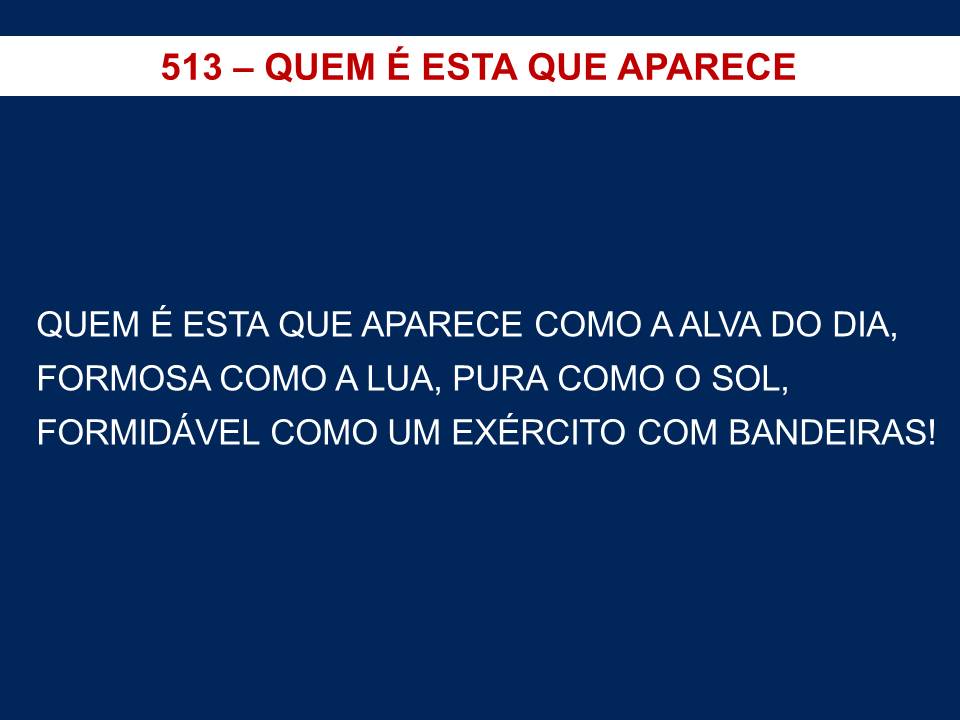 513 – QUEM É ESTA QUE APARECE
QUEM É ESTA QUE APARECE COMO A ALVA DO DIA,
FORMOSA COMO A LUA, PURA COMO O SOL,
FORMIDÁVEL COMO UM EXÉRCITO COM BANDEIRAS!